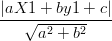 |aX1 + by1 + c|
√(a² + b²)